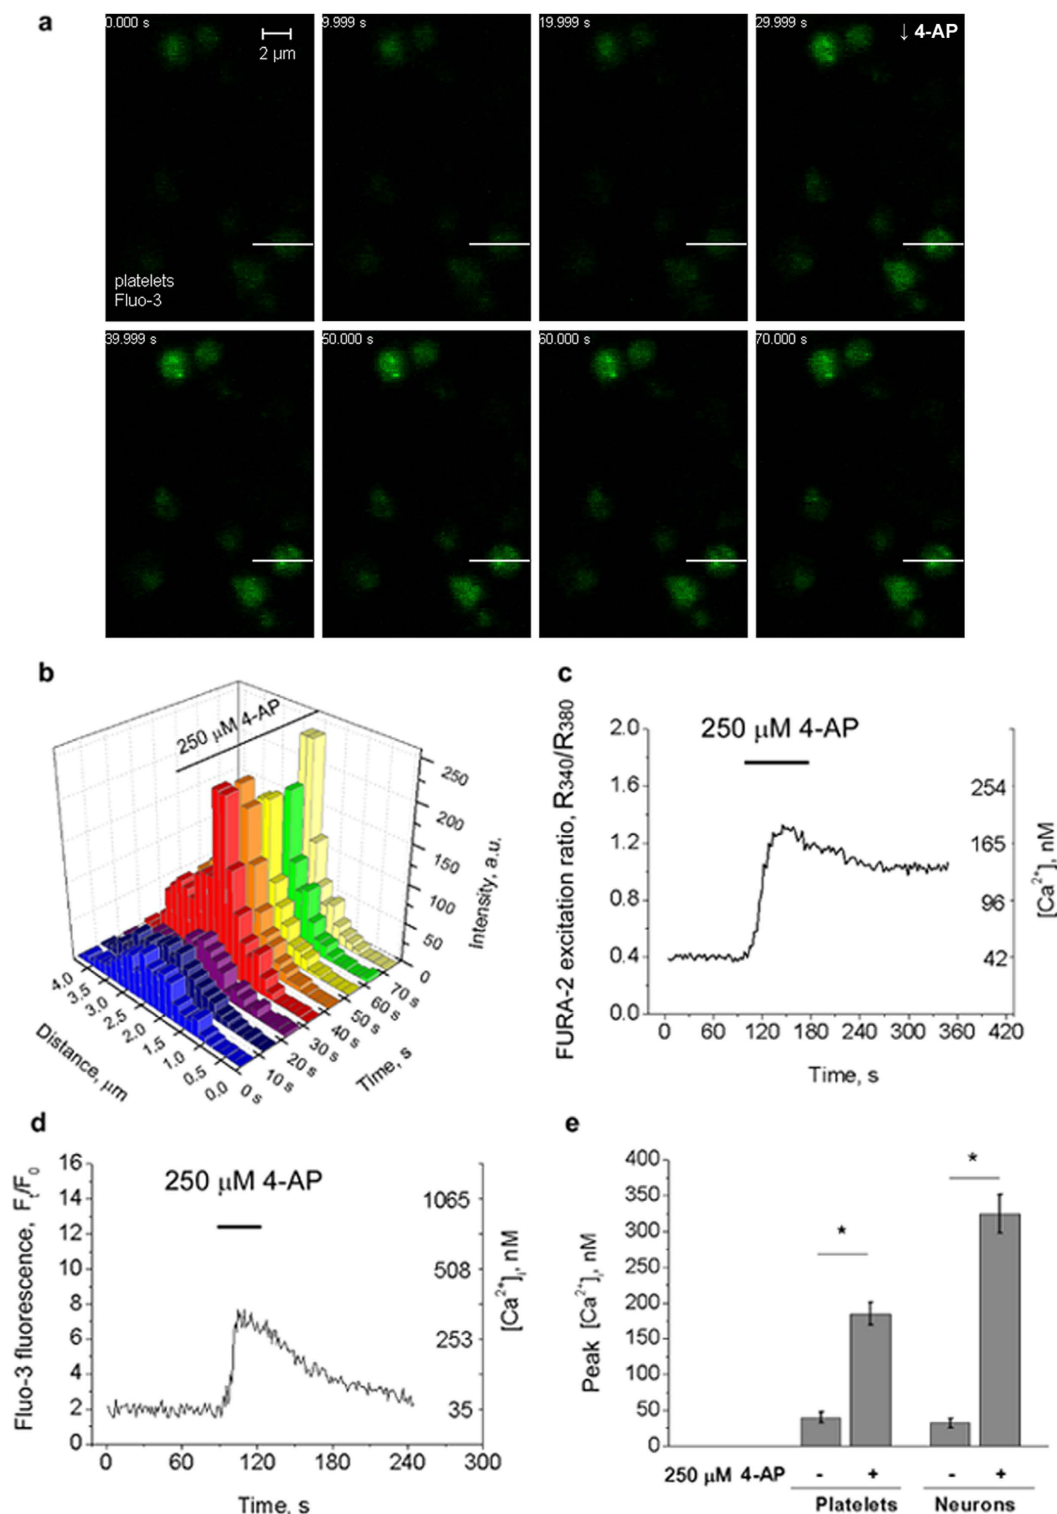 a
0.000 s
2 μm
9.999 s
19.999 s
29.999 s
↓ 4-AP
platelets
Fluo-3
39.999 s
50.000 s
60.000 s
70.000 s
b
250 μM 4-AP
250
200
150
100
50
0
Intensity, a.u.
4.0
3.5
3.0
2.5
2.0
1.5
1.0
0.5
0.0
Distance, μm
0 s
10 s
20 s
30 s
40 s
50 s
60 s
70 s
Time, s
c
250 μM 4-AP
FURA-2 excitation ratio, R340/R380
2.0
1.6
1.2
0.8
0.4
0.0
254
165
96
42
[Ca²⁺], nM
0 60 120 180 240 300 360 420
Time, s
d
250 μM 4-AP
Fluo-3 fluorescence, Ft/F0
16
14
12
10
8
6
4
2
0
1065
508
253
35
[Ca²⁺]i, nM
0 60 120 180 240 300
Time, s
e
Peak [Ca²⁺]i, nM
400
350
300
250
200
150
100
50
0
*
*
250 μM 4-AP - + - +
Platelets Neurons